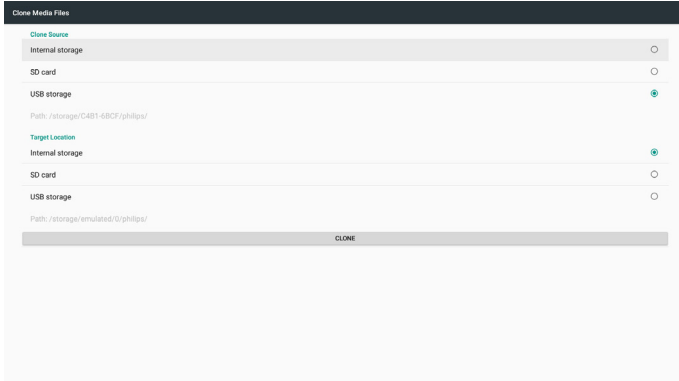 Clone Media Files
Clone Source
Internal storage
SD card
USB storage
Path: /storage/C4B1-6BCF/philips/
Target Location
Internal storage
SD card
USB storage
Path: /storage/emulated/0/philips/
CLONE